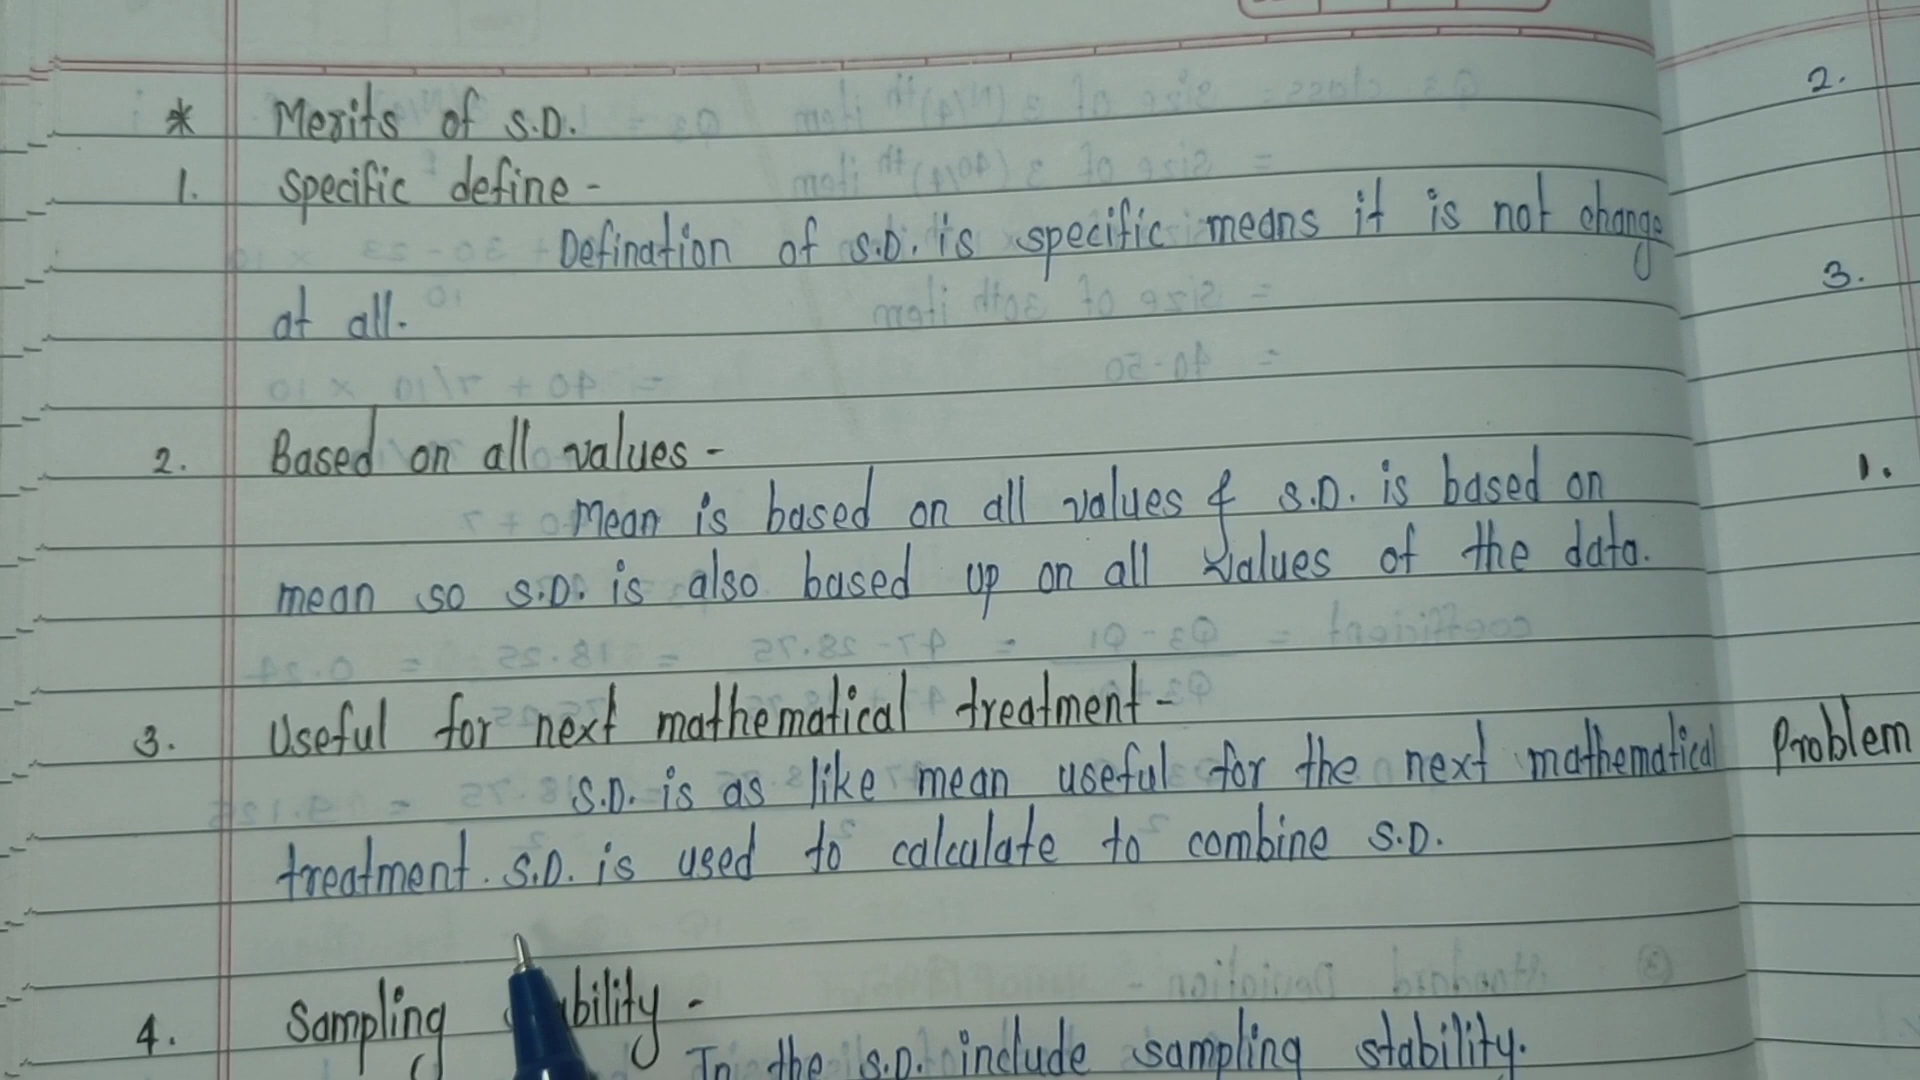 * Merits of S.D.
1. Specific define -
Defination of S.D. is specific means it is not change
at all.
2. Based on all values -
Mean is based on all values & S.D. is based on
mean so S.D. is also based up on all values of the data.
3. Useful for next mathematical treatment -
S.D. is as like mean useful for the next mathematical
treatment. S.D. is used to calculate to combine S.D.
4. Sampling
In the S.D. include sampling stability.
2.
3.
1.
Problem